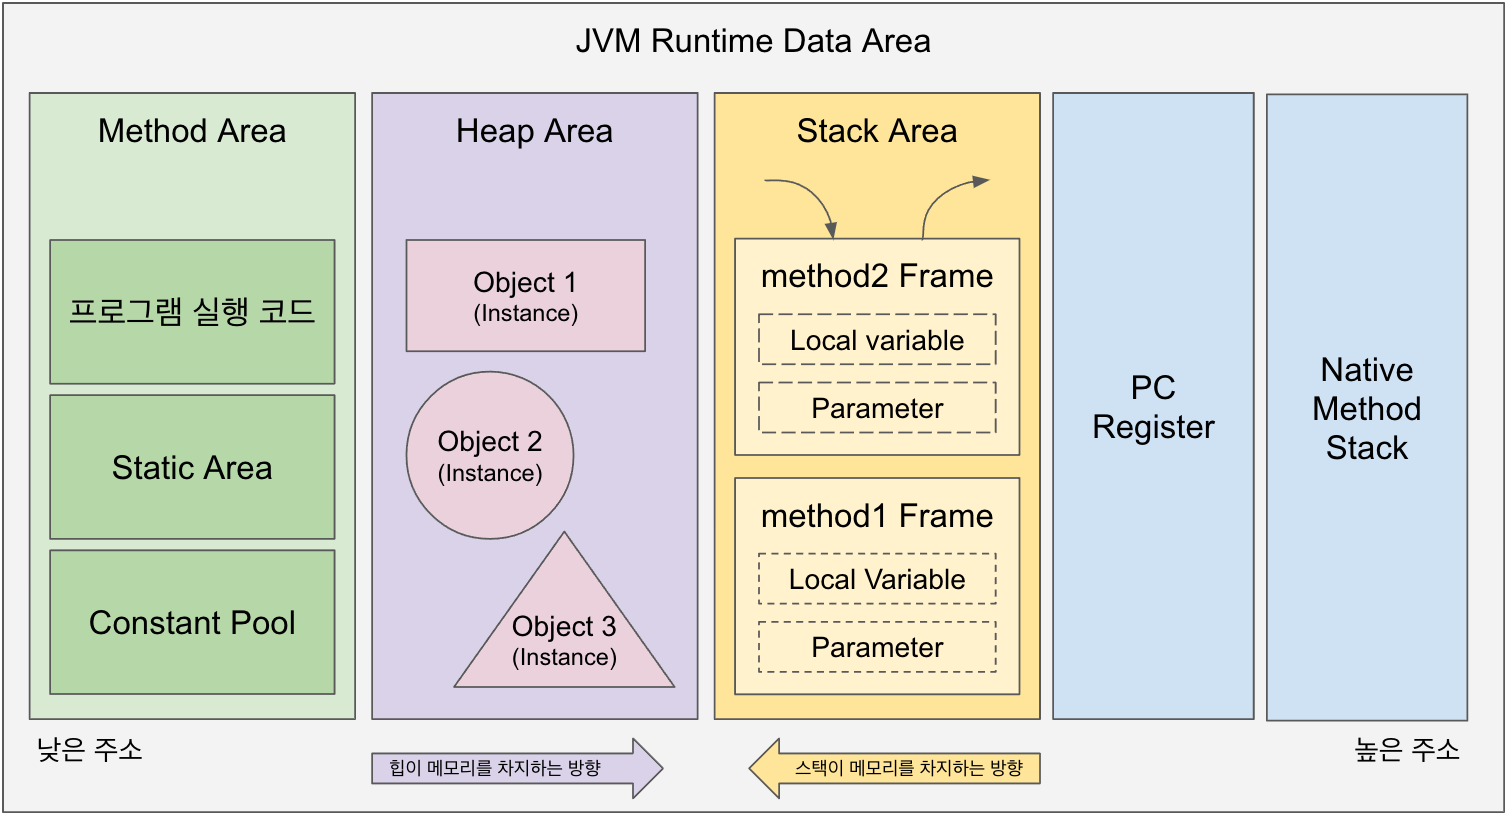 JVM Runtime Data Area
Method Area
프로그램 실행 코드
Static Area
Constant Pool
Heap Area
Object 1
(Instance)
Object 2
(Instance)
Object 3
(Instance)
Stack Area
method2 Frame
Local variable
Parameter
method1 Frame
Local Variable
Parameter
PC
Register
Native
Method
Stack
낮은 주소
힙이 메모리를 차지하는 방향
스택이 메모리를 차지하는 방향
높은 주소